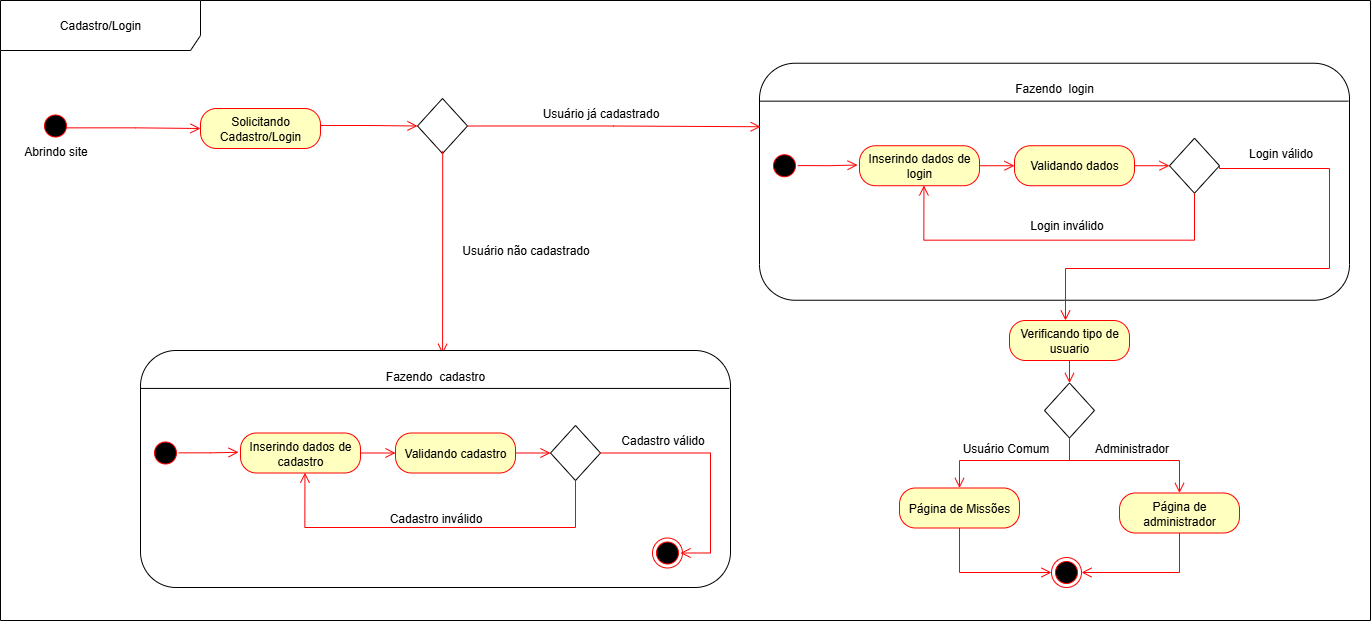 Cadastro/Login
Abrindo site
Solicitando
Cadastro/Login
Usuário já cadastrado
Usuário não cadastrado
Fazendo  login
Inserindo dados de
login
Validando dados
Login válido
Login inválido
Verificando tipo de
usuario
Usuário Comum
Administrador
Página de Missões
Página de
administrador
Fazendo  cadastro
Inserindo dados de
cadastro
Validando cadastro
Cadastro válido
Cadastro inválido